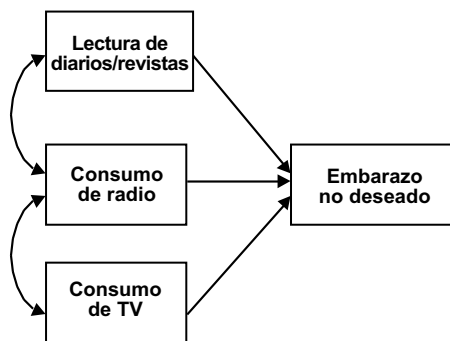 Lectura de
diarios/revistas
Consumo
de radio
Embarazo
no deseado
Consumo
de TV